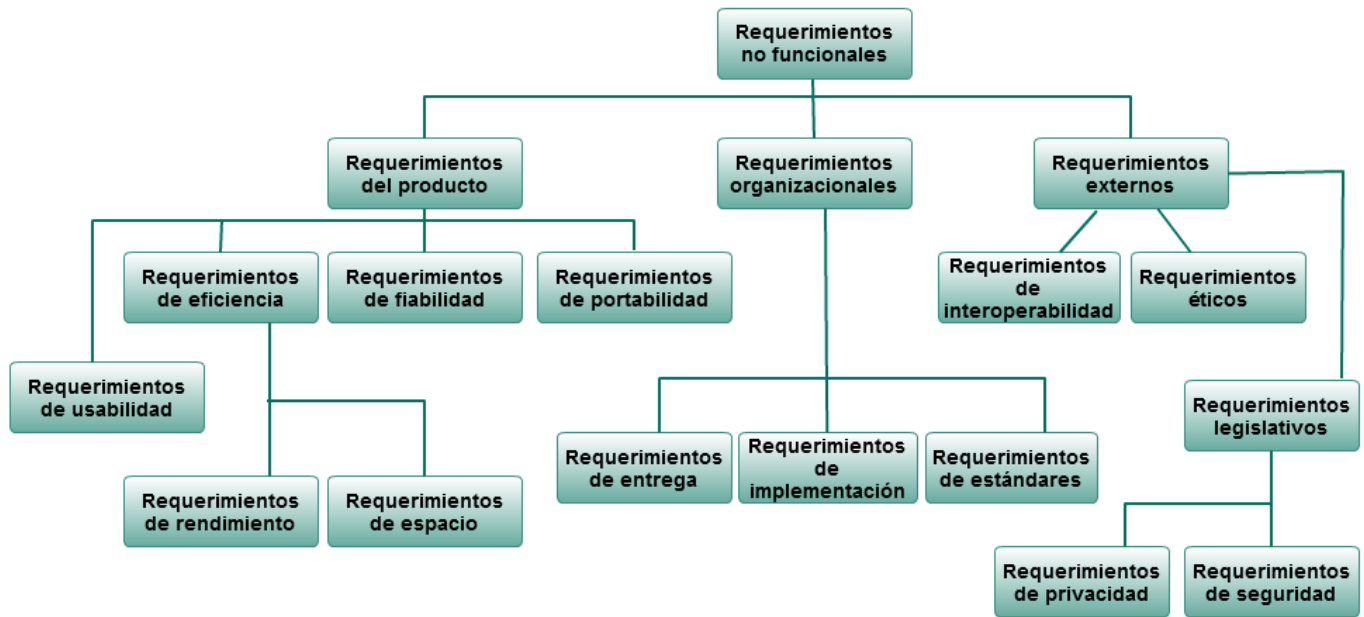 Requerimientos
no funcionales
Requerimientos
del producto
Requerimientos
organizacionales
Requerimientos
externos
Requerimientos
de eficiencia
Requerimientos
de fiabilidad
Requerimientos
de portabilidad
Requerimientos
de
interoperabilidad
Requerimientos
éticos
Requerimientos
de usabilidad
Requerimientos
legislativos
Requerimientos
de entrega
Requerimientos
de
implementación
Requerimientos
de estándares
Requerimientos
de rendimiento
Requerimientos
de espacio
Requerimientos
de privacidad
Requerimientos
de seguridad